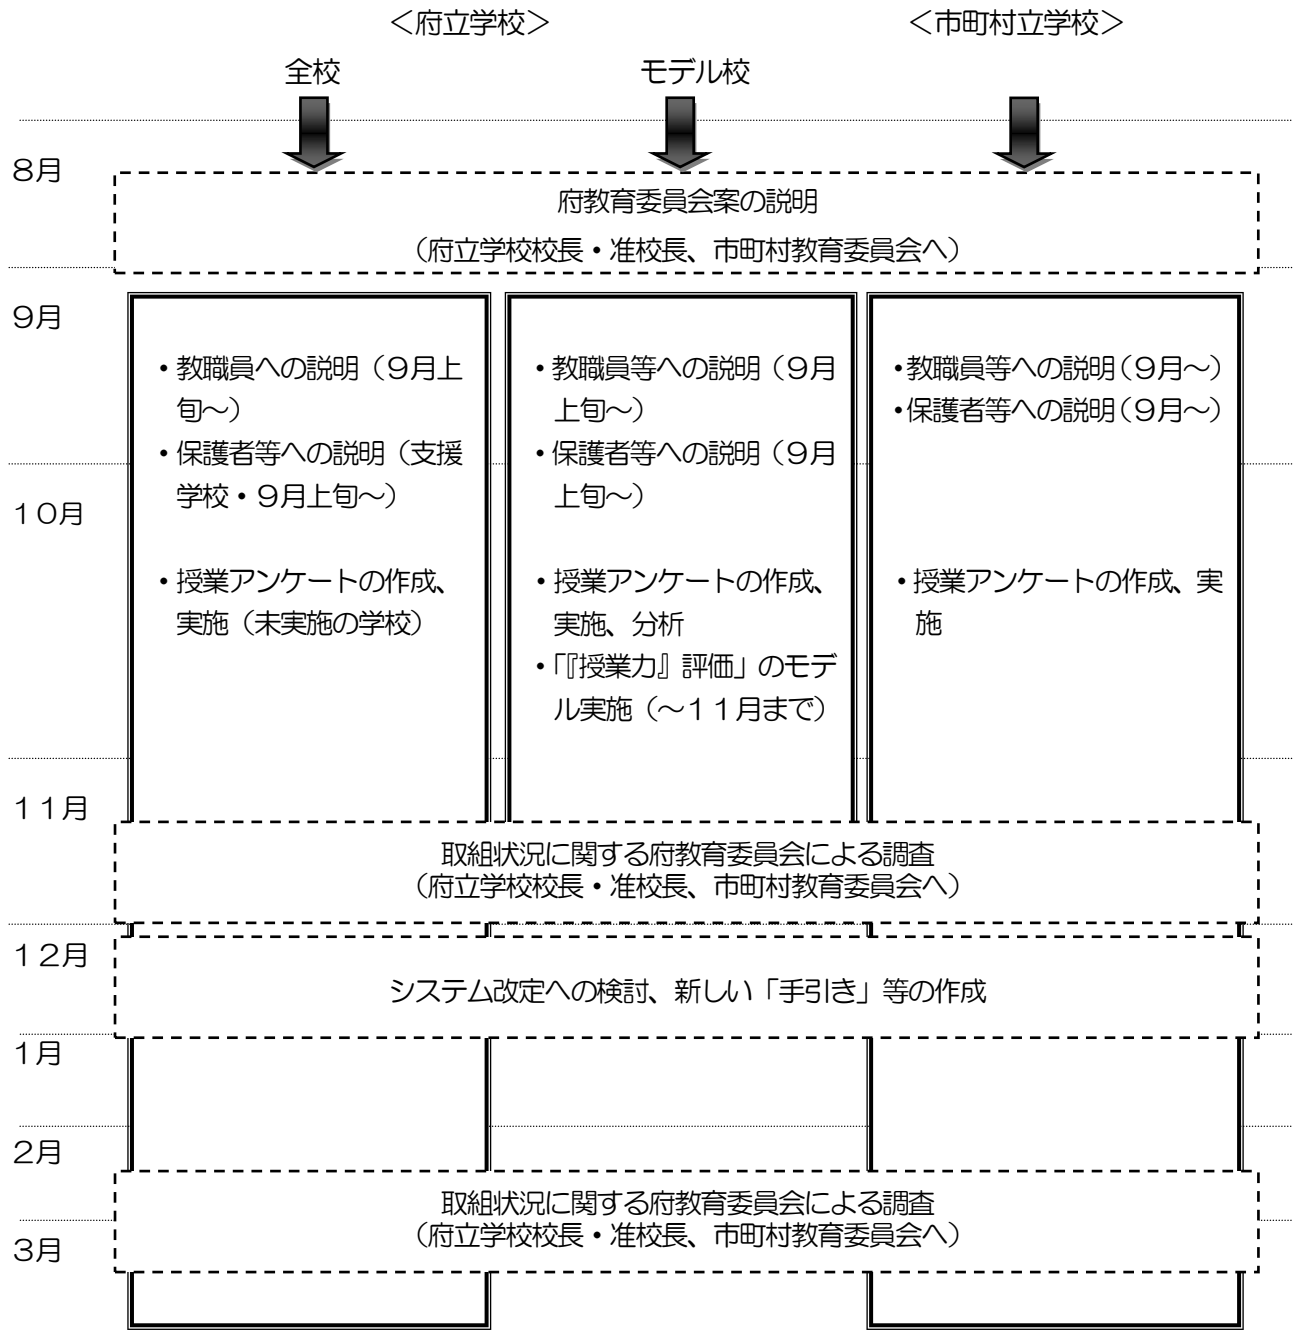 ＜府立学校＞
＜市町村立学校＞
全校
モデル校
8月
府教育委員会案の説明
（府立学校校長・准校長、市町村教育委員会へ）
9月
・教職員への説明（９月上
旬～）
・保護者等への説明（支援
学校・９月上旬～）
・授業アンケートの作成、
実施（未実施の学校）
・教職員等への説明（９月
上旬～）
・保護者等への説明（９月
上旬～）
・授業アンケートの作成、
実施、分析
・「『授業力』評価」のモデ
ル実施（～１１月まで）
・教職員等への説明（９月～）
・保護者等への説明（９月～）
・授業アンケートの作成、実
施
１０月
１１月
取組状況に関する府教育委員会による調査
（府立学校校長・准校長、市町村教育委員会へ）
１２月
システム改定への検討、新しい「手引き」等の作成
１月
２月
取組状況に関する府教育委員会による調査
（府立学校校長・准校長、市町村教育委員会へ）
３月